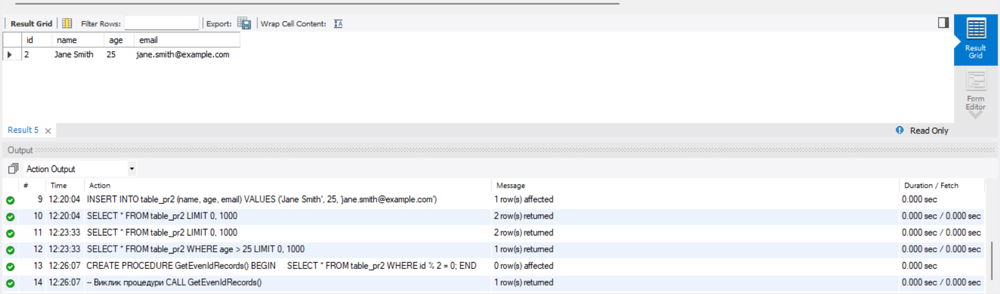 Result Grid Filter Rows: Export: Wrap Cell Content: IA
id name age email
2 Jane Smith 25 jane.smith@example.com
Result Grid
Form Editor
Result 5 × Read Only
Output
Action Output
# Time Action Message Duration / Fetch
9 12:20:04 INSERT INTO table_pr2 (name, age, email) VALUES ('Jane Smith', 25, 'jane.smith@example.com') 1 row(s) affected 0.000 sec
10 12:20:04 SELECT * FROM table_pr2 LIMIT 0, 1000 2 row(s) returned 0.000 sec / 0.000 sec
11 12:23:33 SELECT * FROM table_pr2 LIMIT 0, 1000 2 row(s) returned 0.000 sec / 0.000 sec
12 12:23:33 SELECT * FROM table_pr2 WHERE age > 25 LIMIT 0, 1000 1 row(s) returned 0.000 sec / 0.000 sec
13 12:26:07 CREATE PROCEDURE GetEvenIdRecords() BEGIN SELECT * FROM table_pr2 WHERE id % 2 = 0; END 0 row(s) affected 0.000 sec
14 12:26:07 -- Виклик процедури CALL GetEvenIdRecords() 1 row(s) returned 0.000 sec / 0.000 sec